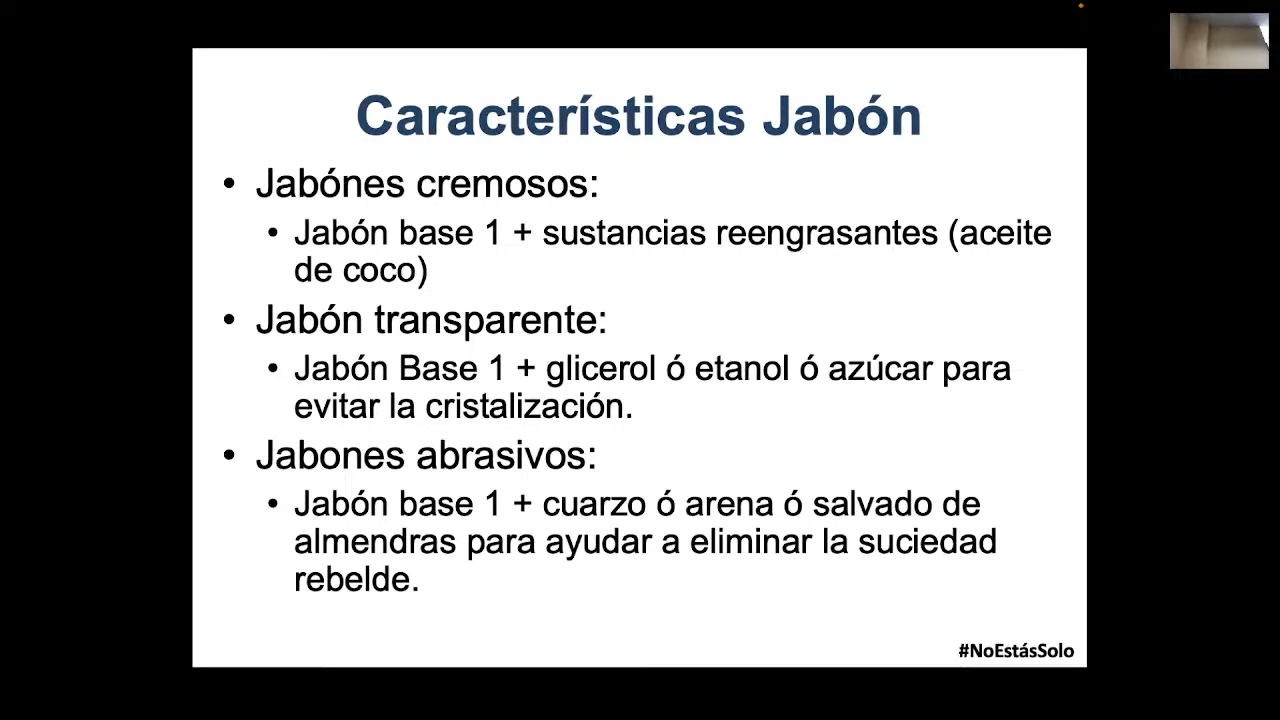 Características Jabón
• Jabónes cremosos:
• Jabón base 1 + sustancias reengrasantes (aceite
de coco)
• Jabón transparente:
• Jabón Base 1 + glicerol ó etanol ó azúcar para
evitar la cristalización.
• Jabones abrasivos:
• Jabón base 1 + cuarzo ó arena ó salvado de
almendras para ayudar a eliminar la suciedad
rebelde.
#NoEstásSolo